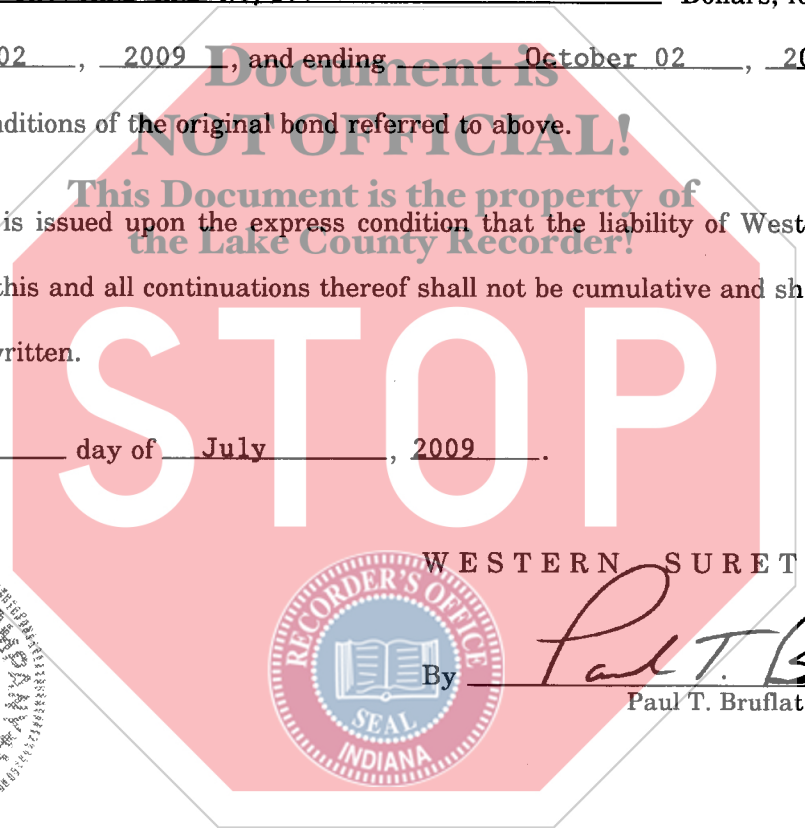 Dollars,
02 , 2009 , and ending October 02 , 20
Document is
NOT OFFICIAL!
nditions of the original bond referred to above.
This Document is the property of
the Lake County Recorder!
is issued upon the express condition that the liability of West
this and all continuations thereof shall not be cumulative and sh
ritten.
STOP
day of July , 2009 .
WESTERN SURET
RECORDER'S OFFICE
SEAL
INDIANA
By Paul T. B
Paul T. Bruflat